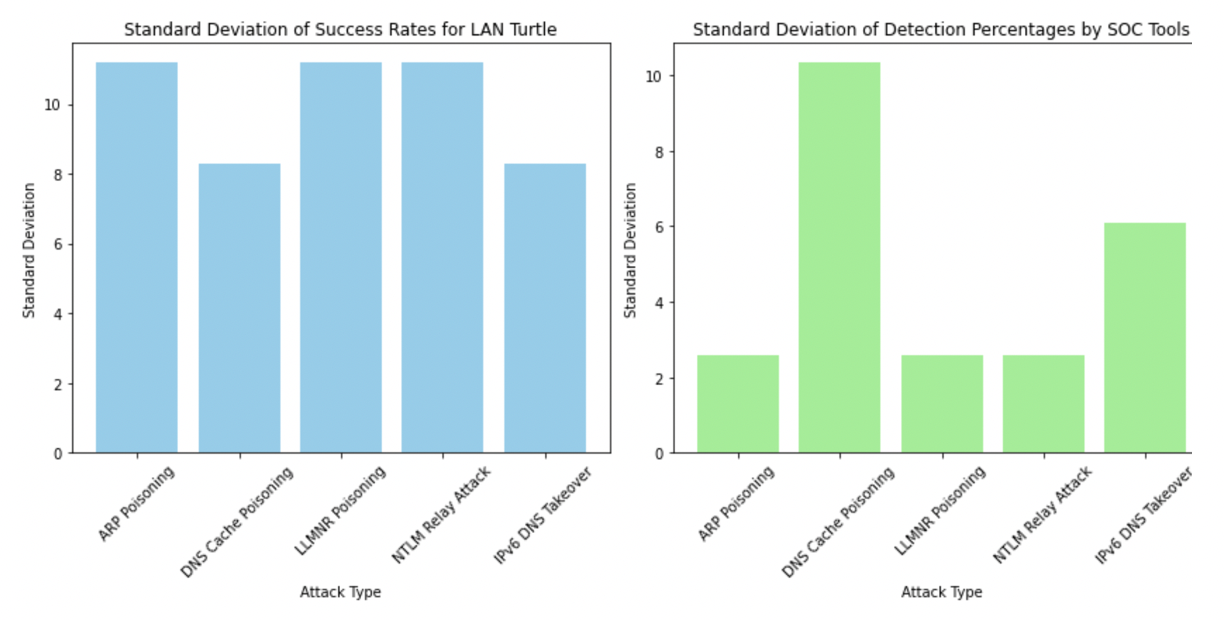 Standard Deviation of Success Rates for LAN Turtle
Standard Deviation
10
8
6
4
2
0
ARP Poisoning
DNS Cache Poisoning
LLMNR Poisoning
NTLM Relay Attack
IPv6 DNS Takeover
Attack Type
Standard Deviation of Detection Percentages by SOC Tools
Standard Deviation
10
8
6
4
2
0
ARP Poisoning
DNS Cache Poisoning
LLMNR Poisoning
NTLM Relay Attack
IPv6 DNS Takeover
Attack Type